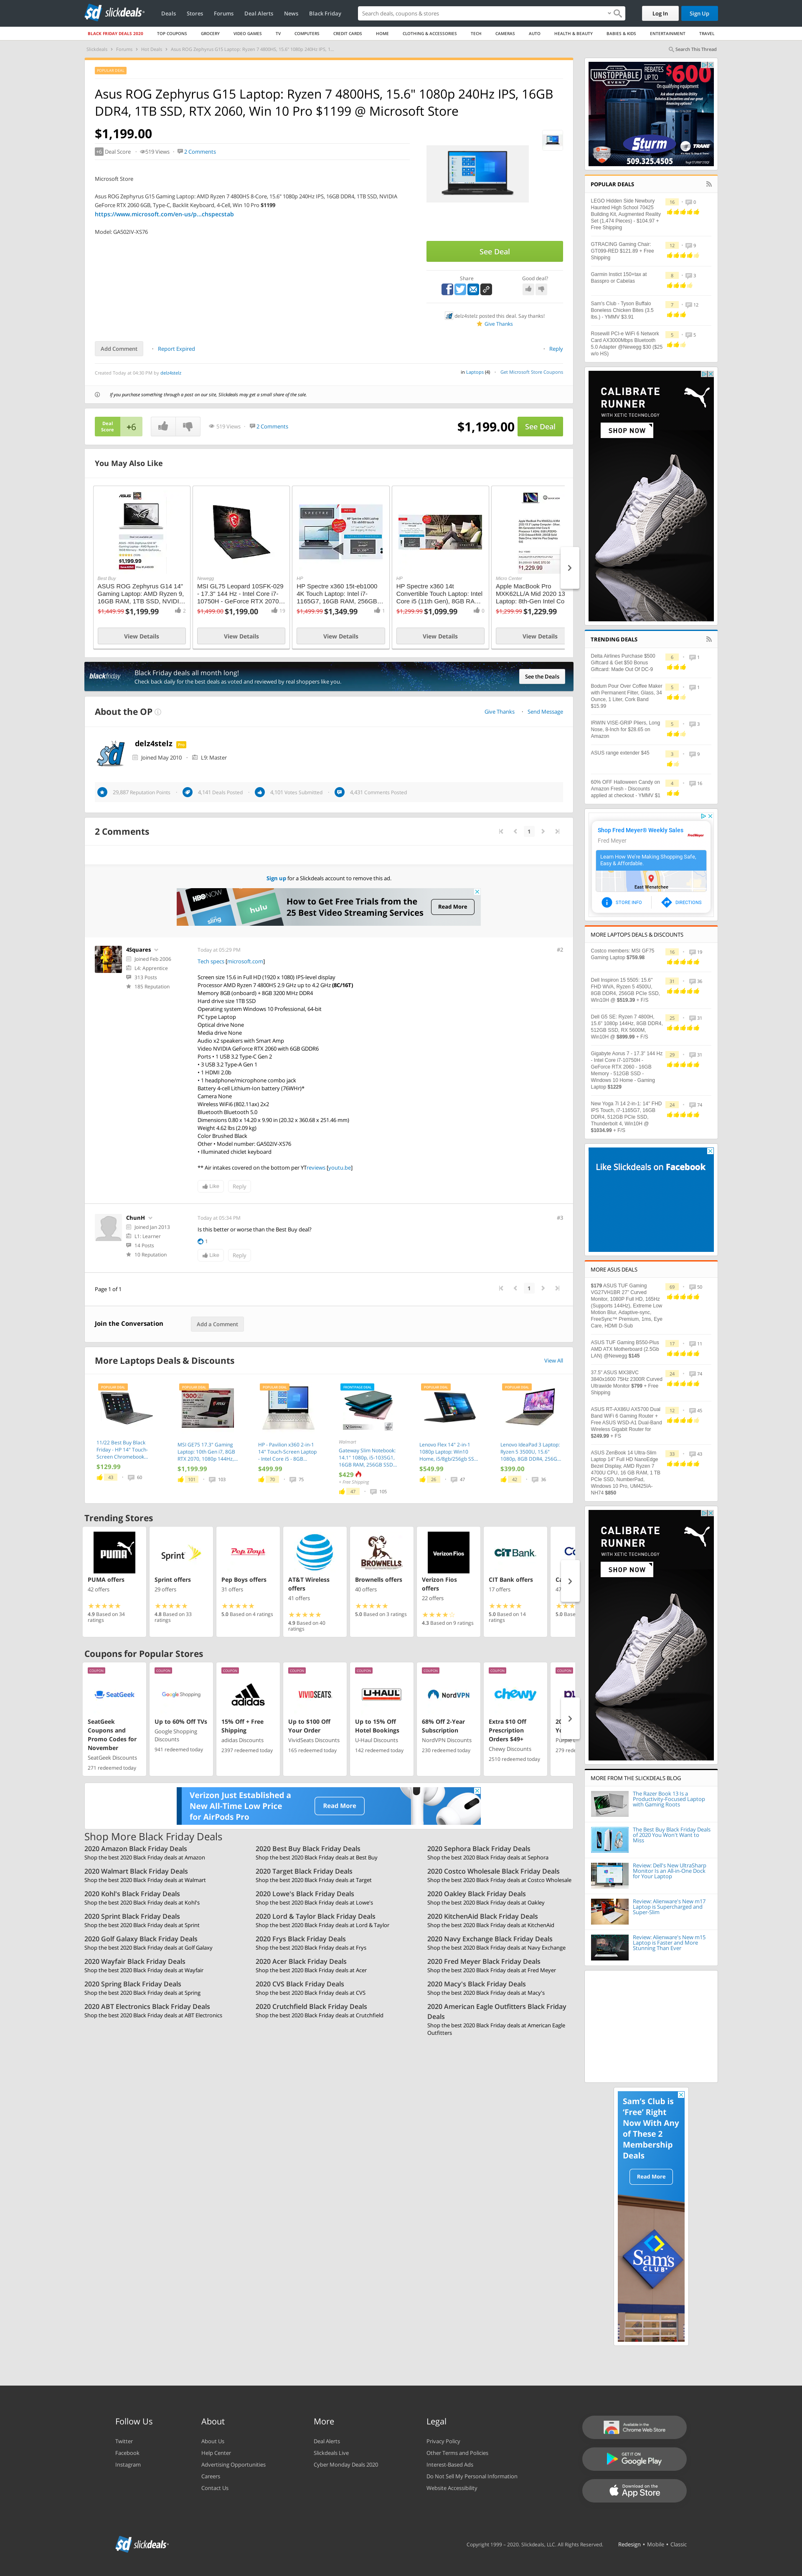 slickdeals
Deals Stores Forums Deal Alerts News Black Friday
Search deals, coupons & stores
Log In Sign Up
BLACK FRIDAY DEALS 2020 TOP COUPONS GROCERY VIDEO GAMES TV COMPUTERS CREDIT CARDS HOME CLOTHING & ACCESSORIES TECH CAMERAS AUTO HEALTH & BEAUTY BABIES & KIDS ENTERTAINMENT TRAVEL
Slickdeals Forums Hot Deals Asus ROG Zephyrus G15 Laptop: Ryzen 7 4800HS, 15.6" 1080p 240Hz IPS, 1...
Search This Thread
Asus ROG Zephyrus G15 Laptop: Ryzen 7 4800HS, 15.6" 1080p 240Hz IPS, 16GB
DDR4, 1TB SSD, RTX 2060, Win 10 Pro $1199 @ Microsoft Store
$1,199.00
+6 Deal Score 519 Views 2 Comments
Microsoft Store
Asus ROG Zephyrus G15 Gaming Laptop: AMD Ryzen 7 4800HS 8-Core, 15.6" 1080p 240Hz IPS, 16GB DDR4, 1TB SSD, NVIDIA
GeForce RTX 2060 6GB, Type-C, Backlit Keyboard, 4-Cell, Win 10 Pro $1199
https://www.microsoft.com/en-us/p...chspecstab
Model: GA502IV-XS76
See Deal
Share
Good deal?
delz4stelz posted this deal. Say thanks!
Give Thanks
Add Comment Report Expired Reply
Created Today at 04:30 PM by delz4stelz
in Laptops (4) Get Microsoft Store Coupons
If you purchase something through a post on our site, Slickdeals may get a small share of the sale.
Deal
Score
+6
519 Views 2 Comments
$1,199.00 See Deal
You May Also Like
Best Buy
ASUS ROG Zephyrus G14 14"
Gaming Laptop: AMD Ryzen 9,
16GB RAM, 1TB SSD, NVIDI...
$1,449.99 $1,199.99 2
View Details
Newegg
MSI GL75 Leopard 10SFK-029
- 17.3" 144 Hz - Intel Core i7-
10750H - GeForce RTX 2070...
$1,499.00 $1,199.00 19
View Details
HP
HP Spectre x360 15t-eb1000
4K Touch Laptop: Intel i7-
1165G7, 16GB RAM, 256GB...
$1,499.99 $1,349.99 1
View Details
HP
HP Spectre x360 14t
Convertible Touch Laptop: Intel
Core i5 (11th Gen), 8GB RA...
$1,299.99 $1,099.99 0
View Details
Micro Center
Apple MacBook Pro
MXK62LL/A Mid 2020 13
Laptop: 8th-Gen Intel Co
$1,299.99 $1,229.99
View Details
blackfriday
Black Friday deals all month long!
Check back daily for the best deals as voted and reviewed by real shoppers like you.
See the Deals
About the OP
Give Thanks Send Message
delz4stelz Pro
Joined May 2010 L9: Master
29,887 Reputation Points 4,141 Deals Posted 4,101 Votes Submitted 4,431 Comments Posted
2 Comments
1
Sign up for a Slickdeals account to remove this ad.
HBO NOW
hulu
How to Get Free Trials from the
25 Best Video Streaming Services
Read More
4Squares
Joined Feb 2006
L4: Apprentice
313 Posts
185 Reputation
Today at 05:29 PM
#2
Tech specs [microsoft.com]
Screen size 15.6 in Full HD (1920 x 1080) IPS-level display
Processor AMD Ryzen 7 4800HS 2.9 GHz up to 4.2 GHz (8C/16T)
Memory 8GB (onboard) + 8GB 3200 MHz DDR4
Hard drive size 1TB SSD
Operating system Windows 10 Professional, 64-bit
PC type Laptop
Optical drive None
Media drive None
Audio x2 speakers with Smart Amp
Video NVIDIA GeForce RTX 2060 with 6GB GDDR6
Ports • 1 USB 3.2 Type-C Gen 2
• 3 USB 3.2 Type-A Gen 1
• 1 HDMI 2.0b
• 1 headphone/microphone combo jack
Battery 4-cell Lithium-Ion battery (76WHr)*
Camera None
Wireless WiFi6 (802.11ax) 2x2
Bluetooth Bluetooth 5.0
Dimensions 0.80 x 14.20 x 9.90 in (20.32 x 360.68 x 251.46 mm)
Weight 4.62 lbs (2.09 kg)
Color Brushed Black
Other • Model number: GA502IV-XS76
• Illuminated chiclet keyboard
** Air intakes covered on the bottom per YT reviews [youtu.be]
Like Reply
ChunH
Joined Jan 2013
L1: Learner
14 Posts
10 Reputation
Today at 05:34 PM
#3
Is this better or worse than the Best Buy deal?
1
Like Reply
Page 1 of 1
1
Join the Conversation Add a Comment
More Laptops Deals & Discounts
View All
11/22 Best Buy Black
Friday - HP 14" Touch-
Screen Chromebook...
$129.99
43 60
MSI GE75 17.3" Gaming
Laptop: 10th Gen i7, 8GB
RTX 2070, 1080p 144Hz,...
$1,199.99
101 103
HP - Pavilion x360 2-in-1
14" Touch-Screen Laptop
- Intel Core i5 - 8GB...
$499.99
70 75
Walmart
Gateway Slim Notebook:
14.1" 1080p, i5-1035G1,
16GB RAM, 256GB SSD...
$429
+ Free Shipping
47 105
Lenovo Flex 14" 2-in-1
1080p Laptop: Win10
Home, i5/8gb/256gb SS...
$549.99
26 47
Lenovo IdeaPad 3 Laptop:
Ryzen 5 3500U, 15.6"
1080p, 8GB DDR4, 256G...
$399.00
42 36
Trending Stores
PUMA offers
42 offers
4.9 Based on 34
ratings
Sprint offers
29 offers
4.8 Based on 33
ratings
Pep Boys offers
31 offers
5.0 Based on 4 ratings
AT&T Wireless
offers
41 offers
4.9 Based on 40
ratings
Brownells offers
40 offers
5.0 Based on 3 ratings
Verizon Fios
offers
22 offers
4.3 Based on 9 ratings
CIT Bank offers
17 offers
5.0 Based on 14
ratings
Coupons for Popular Stores
SeatGeek
SeatGeek
Coupons and
Promo Codes for
November
SeatGeek Discounts
271 redeemed today
Google Shopping
Up to 60% Off TVs
Google Shopping
Discounts
941 redeemed today
adidas
15% Off + Free
Shipping
adidas Discounts
2397 redeemed today
VIVIDSEATS
Up to $100 Off
Your Order
VividSeats Discounts
165 redeemed today
U-HAUL
Up to 15% Off
Hotel Bookings
U-Haul Discounts
142 redeemed today
NordVPN
68% Off 2-Year
Subscription
NordVPN Discounts
230 redeemed today
chewy
Extra $10 Off
Prescription
Orders $49+
Chewy Discounts
2510 redeemed today
Verizon Just Established a
New All-Time Low Price
for AirPods Pro
Read More
Shop More Black Friday Deals
2020 Amazon Black Friday Deals
Shop the best 2020 Black Friday deals at Amazon
2020 Best Buy Black Friday Deals
Shop the best 2020 Black Friday deals at Best Buy
2020 Sephora Black Friday Deals
Shop the best 2020 Black Friday deals at Sephora
2020 Walmart Black Friday Deals
Shop the best 2020 Black Friday deals at Walmart
2020 Target Black Friday Deals
Shop the best 2020 Black Friday deals at Target
2020 Costco Wholesale Black Friday Deals
Shop the best 2020 Black Friday deals at Costco Wholesale
2020 Kohl's Black Friday Deals
Shop the best 2020 Black Friday deals at Kohl's
2020 Lowe's Black Friday Deals
Shop the best 2020 Black Friday deals at Lowe's
2020 Oakley Black Friday Deals
Shop the best 2020 Black Friday deals at Oakley
2020 Sprint Black Friday Deals
Shop the best 2020 Black Friday deals at Sprint
2020 Lord & Taylor Black Friday Deals
Shop the best 2020 Black Friday deals at Lord & Taylor
2020 KitchenAid Black Friday Deals
Shop the best 2020 Black Friday deals at KitchenAid
2020 Golf Galaxy Black Friday Deals
Shop the best 2020 Black Friday deals at Golf Galaxy
2020 Frys Black Friday Deals
Shop the best 2020 Black Friday deals at Frys
2020 Navy Exchange Black Friday Deals
Shop the best 2020 Black Friday deals at Navy Exchange
2020 Wayfair Black Friday Deals
Shop the best 2020 Black Friday deals at Wayfair
2020 Acer Black Friday Deals
Shop the best 2020 Black Friday deals at Acer
2020 Fred Meyer Black Friday Deals
Shop the best 2020 Black Friday deals at Fred Meyer
2020 Spring Black Friday Deals
Shop the best 2020 Black Friday deals at Spring
2020 CVS Black Friday Deals
Shop the best 2020 Black Friday deals at CVS
2020 Macy's Black Friday Deals
Shop the best 2020 Black Friday deals at Macy's
2020 ABT Electronics Black Friday Deals
Shop the best 2020 Black Friday deals at ABT Electronics
2020 Crutchfield Black Friday Deals
Shop the best 2020 Black Friday deals at Crutchfield
2020 American Eagle Outfitters Black Friday
Deals
Shop the best 2020 Black Friday deals at American Eagle
Outfitters
UNSTOPPABLE EVENT
REBATES UP TO $600
On qualifying equipment
Sturm
TRANE
509.325.4505
POPULAR DEALS
LEGO Hidden Side Newbury
Haunted High School 70425
Building Kit, Augmented Reality
Set (1,474 Pieces) - $104.97 +
Free Shipping
GTRACING Gaming Chair:
GT099-RED $121.89 + Free
Shipping
Garmin Instict 150+tax at
Basspro or Cabelas
Sam's Club - Tyson Buffalo
Boneless Chicken Bites (3.5
lbs.) - YMMV $3.91
Rosewill PCI-e WiFi 6 Network
Card AX3000Mbps Bluetooth
5.0 Adapter @Newegg $30 ($25
w/o HS)
CALIBRATE
RUNNER
WITH XETIC TECHNOLOGY
SHOP NOW
TRENDING DEALS
Delta Airlines Purchase $500
Giftcard & Get $50 Bonus
Giftcard: Made Out Of DC-9
Bodum Pour Over Coffee Maker
with Permanent Filter, Glass, 34
Ounce, 1 Liter, Cork Band
$15.99
IRWIN VISE-GRIP Pliers, Long
Nose, 9-Inch for $28.65 on
Amazon
ASUS range extender $45
60% OFF Halloween Candy on
Amazon Fresh - Discounts
applied at checkout - YMMV $1
Shop Fred Meyer® Weekly Sales
Fred Meyer
Learn How We're Making Shopping Safe,
Easy & Affordable.
East Wenatchee
STORE INFO DIRECTIONS
MORE LAPTOPS DEALS & DISCOUNTS
Costco members: MSI GF75
Gaming Laptop $759.98
Dell Inspiron 15 5505: 15.6"
FHD WVA, Ryzen 5 4500U,
8GB DDR4, 256GB PCIe SSD,
Win10H @ $519.39 + F/S
Dell G5 SE: Ryzen 7 4800H,
15.6" 1080p 144Hz, 8GB DDR4,
512GB SSD, RX 5600M,
Win10H @ $899.99 + F/S
Gigabyte Aorus 7 - 17.3" 144 Hz
- Intel Core i7-10750H -
GeForce RTX 2060 - 16GB
Memory - 512GB SSD -
Windows 10 Home - Gaming
Laptop $1229
New Yoga 7i 14 2-in-1: 14" FHD
IPS Touch, i7-1165G7, 16GB
DDR4, 512GB PCIe SSD,
Thunderbolt 4, Win10H @
$1034.99 + F/S
Like Slickdeals on Facebook
MORE ASUS DEALS
$179 ASUS TUF Gaming
VG27VH1BR 27" Curved
Monitor, 1080P Full HD, 165Hz
(Supports 144Hz), Extreme Low
Motion Blur, Adaptive-sync,
FreeSync™ Premium, 1ms, Eye
Care, HDMI D-Sub
ASUS TUF Gaming B550-Plus
AMD ATX Motherboard (2.5Gb
LAN) @Newegg $145
37.5" ASUS MX38VC
3840x1600 75Hz 2300R Curved
Ultrawide Monitor $799 + Free
Shipping
ASUS RT-AX86U AX5700 Dual
Band WiFi 6 Gaming Router +
Free ASUS WSD-A1 Dual-Band
Wireless Gigabit Router for
$249.99 + FS
ASUS ZenBook 14 Ultra-Slim
Laptop 14" Full HD NanoEdge
Bezel Display, AMD Ryzen 7
4700U CPU, 16 GB RAM, 1 TB
PCIe SSD, NumberPad,
Windows 10 Pro, UM425IA-
NH74 $850
CALIBRATE
RUNNER
WITH XETIC TECHNOLOGY
SHOP NOW
MORE FROM THE SLICKDEALS BLOG
The Razer Book 13 Is a
Productivity-Focused Laptop
with Gaming Roots
The Best Buy Black Friday Deals
of 2020 You Won't Want to
Miss
Review: Dell's New UltraSharp
Monitor Is an All-in-One Dock
for Your Laptop
Review: Alienware's New m17
Laptop is Supercharged and
Super-Slim
Review: Alienware's New m15
Laptop is Faster and More
Stunning Than Ever
Sam's Club is
'Free' Right
Now With Any
of These 2
Membership
Deals
Read More
Sam's
CLUB
Follow Us
Twitter
Facebook
Instagram
About
About Us
Help Center
Advertising Opportunities
Careers
Contact Us
More
Deal Alerts
Slickdeals Live
Cyber Monday Deals 2020
Legal
Privacy Policy
Other Terms and Policies
Interest-Based Ads
Do Not Sell My Personal Information
Website Accessibility
Available in the
Chrome Web Store
GET IT ON
Google Play
Download on the
App Store
slickdeals
Copyright 1999 - 2020. Slickdeals, LLC. All Rights Reserved. Redesign • Mobile • Classic